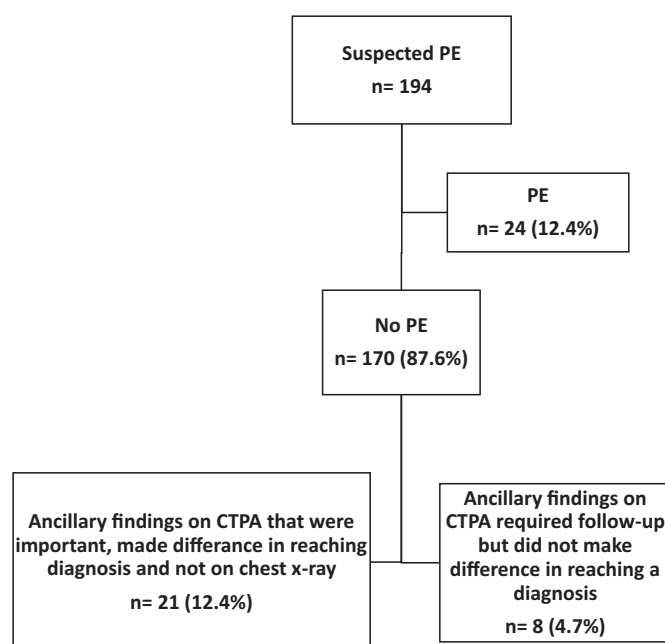 Suspected PE
n= 194
PE
n= 24 (12.4%)
No PE
n= 170 (87.6%)
Ancillary findings on CTPA that were
important, made differance in reaching
diagnosis and not on chest x-ray
n= 21 (12.4%)
Ancillary findings on
CTPA required follow-up
but did not make
difference in reaching a
diagnosis
n= 8 (4.7%)